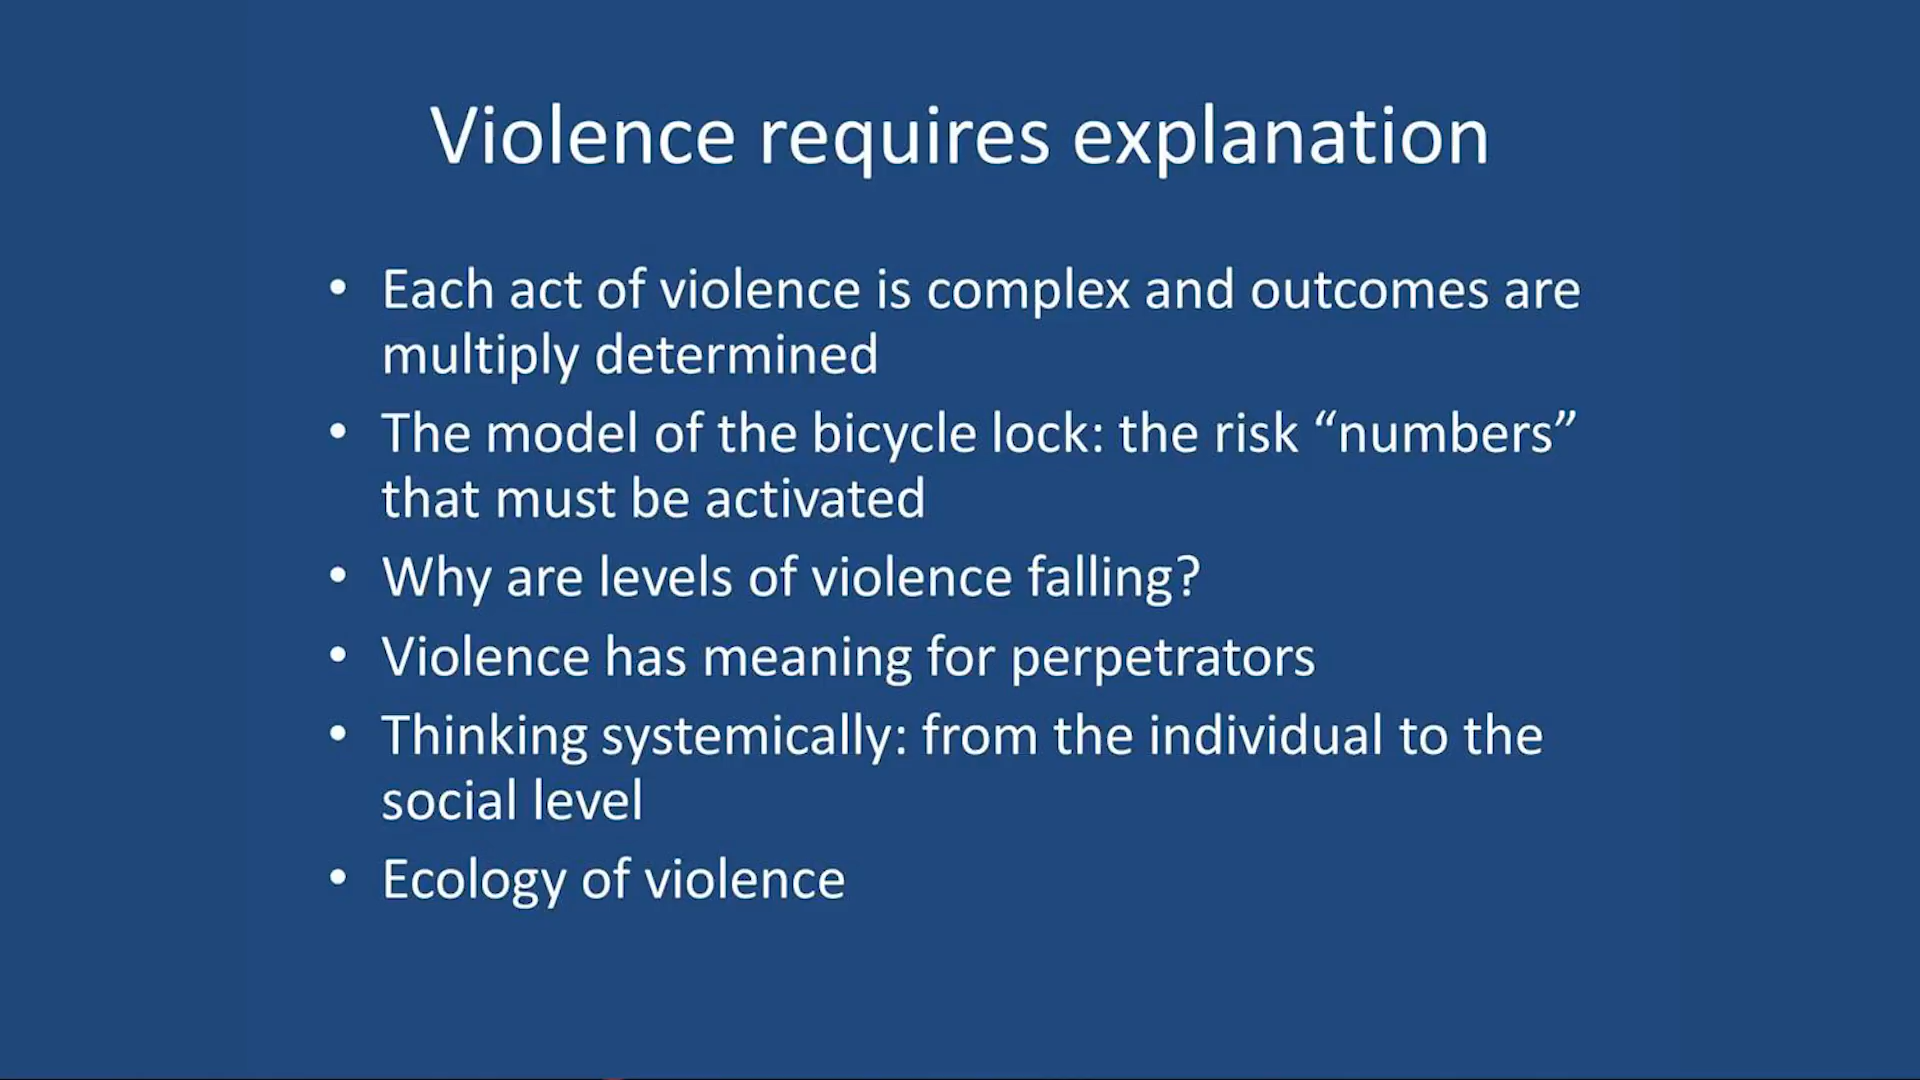 Violence requires explanation
• Each act of violence is complex and outcomes are
multiply determined
• The model of the bicycle lock: the risk “numbers”
that must be activated
• Why are levels of violence falling?
• Violence has meaning for perpetrators
• Thinking systemically: from the individual to the
social level
• Ecology of violence